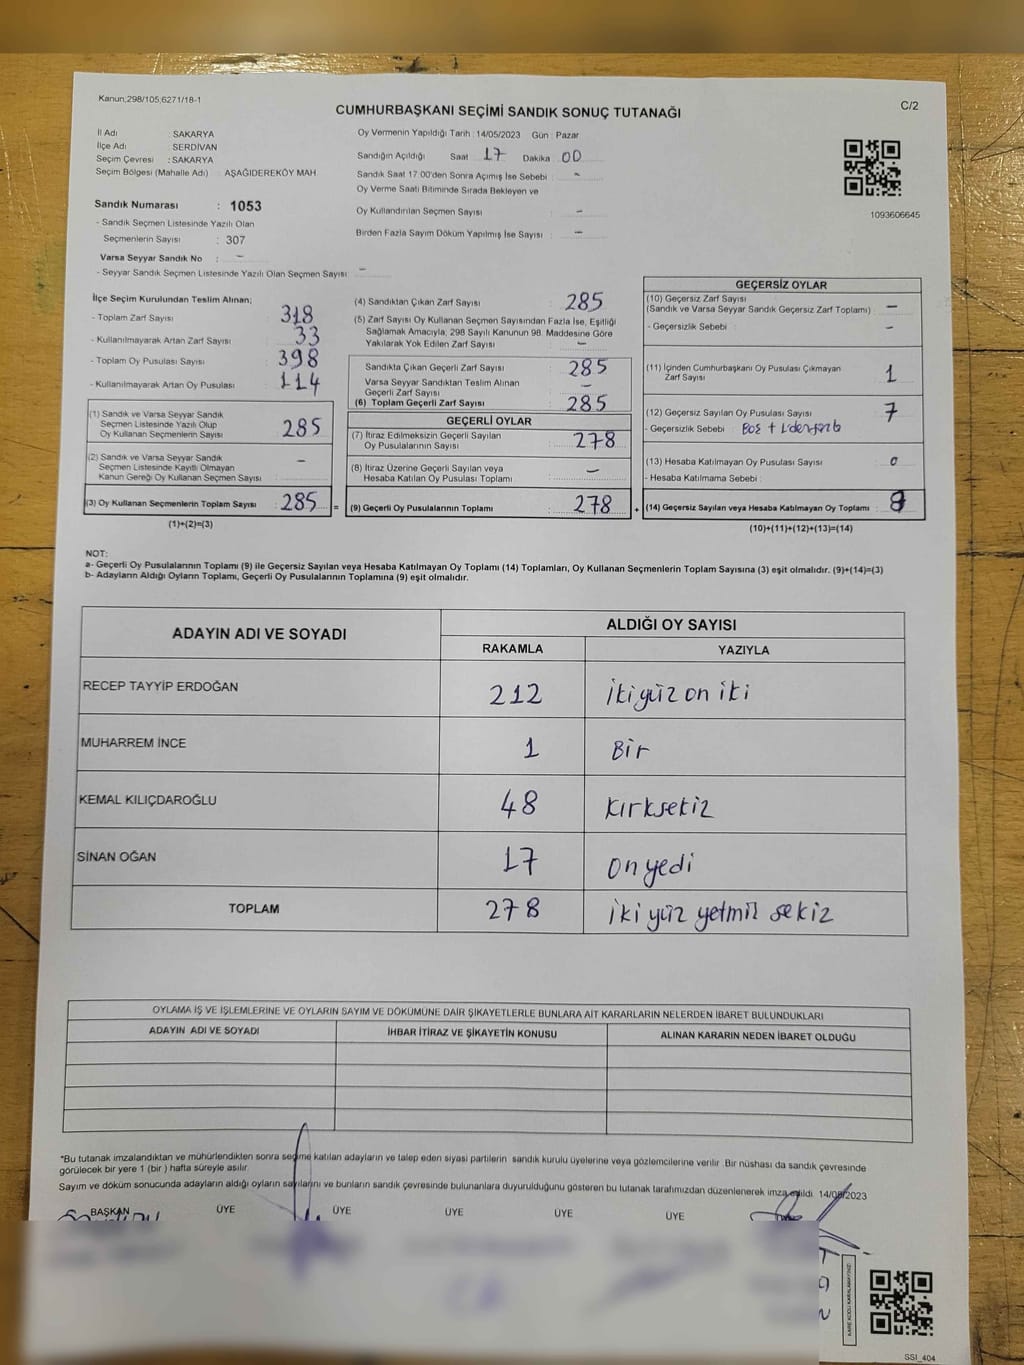 Kanun;298/105,6271/18-1
CUMHURBAŞKANI SEÇİMİ SANDIK SONUÇ TUTANAĞI
C/2
İl Adı : SAKARYA
İlçe Adı : SERDİVAN
Seçim Çevresi : SAKARYA
Seçim Bölgesi (Mahalle Adı) : AŞAĞIDEREKÖY MAH
Sandık Numarası : 1053
- Sandık Seçmen Listesinde Yazılı Olan
Seçmenlerin Sayısı : 307
Varsa Seyyar Sandık No : -
- Seyyar Sandık Seçmen Listesinde Yazılı Olan Seçmen Sayısı: -
Oy Vermenin Yapıldığı Tarih : 14/05/2023 Gün : Pazar
Sandığın Açıldığı Saat 17 Dakika 00
Sandık Saat 17:00'den Sonra Açımış İse Sebebi : -
Oy Verme Saati Bitiminde Sırada Bekleyen ve
Oy Kullandırılan Seçmen Sayısı : -
Birden Fazla Sayım Döküm Yapılmış İse Sayısı : -
1093606645
İlçe Seçim Kurulundan Teslim Alınan;
- Toplam Zarf Sayısı : 318
- Kullanılmayarak Artan Zarf Sayısı : 33
- Toplam Oy Pusulası Sayısı : 398
- Kullanılmayarak Artan Oy Pusulası : 114
(1) Sandık ve Varsa Seyyar Sandık
Seçmen Listesinde Yazılı Olup
Oy Kullanan Seçmenlerin Sayısı : 285
(2) Sandık ve Varsa Seyyar Sandık
Seçmen Listesinde Kayıtlı Olmayan
Kanun Gereği Oy Kullanan Seçmen Sayısı : -
(3) Oy Kullanan Seçmenlerin Toplam Sayısı : 285 =
(1)+(2)=(3)
(4) Sandıktan Çıkan Zarf Sayısı : 285
(5) Zarf Sayısı Oy Kullanan Seçmen Sayısından Fazla İse, Eşitliği
Sağlamak Amacıyla, 298 Sayılı Kanunun 98. Maddesine Göre
Yakılarak Yok Edilen Zarf Sayısı : -
Sandıkta Çıkan Geçerli Zarf Sayısı : 285
Varsa Seyyar Sandıktan Teslim Alınan
Geçerli Zarf Sayısı : -
(6) Toplam Geçerli Zarf Sayısı : 285
GEÇERLİ OYLAR
(7) İtiraz Edilmeksizin Geçerli Sayılan
Oy Pusulalarının Sayısı : 278
(8) İtiraz Üzerine Geçerli Sayılan veya
Hesaba Katılan Oy Pusulası Toplamı : -
(9) Geçerli Oy Pusulalarının Toplamı : 278 +
GEÇERSİZ OYLAR
(10) Geçersiz Zarf Sayısı
(Sandık ve Varsa Seyyar Sandık Geçersiz Zarf Toplamı) : -
- Geçersizlik Sebebi : -
(11) İçinden Cumhurbaşkanı Oy Pusulası Çıkmayan
Zarf Sayısı : 1
(12) Geçersiz Sayılan Oy Pusulası Sayısı : 7
- Geçersizlik Sebebi : Boş +
(13) Hesaba Katılmayan Oy Pusulası Sayısı : 0
- Hesaba Katılmama Sebebi :
(14) Geçersiz Sayılan veya Hesaba Katılmayan Oy Toplamı :
(10)+(11)+(12)+(13)=(14)
NOT:
a- Geçerli Oy Pusulalarının Toplamı (9) ile Geçersiz Sayılan veya Hesaba Katılmayan Oy Toplamı (14) Toplamları, Oy Kullanan Seçmenlerin Toplam Sayısına (3) eşit olmalıdır. (9)+(14)=(3)
b- Adayların Aldığı Oyların Toplamı, Geçerli Oy Pusulalarının Toplamına (9) eşit olmalıdır.
ADAYIN ADI VE SOYADI
ALDIĞI OY SAYISI
RAKAMLA YAZIYLA
RECEP TAYYİP ERDOĞAN 212 iki yüz on iki
MUHARREM İNCE 1 Bir
KEMAL KILIÇDAROĞLU 48 kırksekiz
SİNAN OĞAN 17 on yedi
TOPLAM 278 iki yüz yetmiş sekiz
OYLAMA İŞ VE İŞLEMLERİNE VE OYLARIN SAYIM VE DÖKÜMÜNE DAİR ŞİKAYETLERLE BUNLARA AİT KARARLARIN NELERDEN İBARET BULUNDUKLARI
ADAYIN ADI VE SOYADI İHBAR İTİRAZ VE ŞİKAYETİN KONUSU ALINAN KARARIN NEDEN İBARET OLDUĞU
*Bu tutanak imzalandıktan ve mühürlendikten sonra seçime katılan adayların ve talep eden siyasi partilerin sandık kurulu üyelerine veya gözlemcilerine verilir. Bir nüshası da sandık çevresinde
görülecek bir yere 1 (bir ) hafta süreyle asılır.
Sayım ve döküm sonucunda adayların aldığı oyların sayılarını ve bunların sandık çevresinde bulunanlara duyurulduğunu gösteren bu tutanak tarafımızdan düzenlenerek imza edildi. 14/05/2023
BAŞKAN ÜYE ÜYE ÜYE ÜYE ÜYE
SSI_404